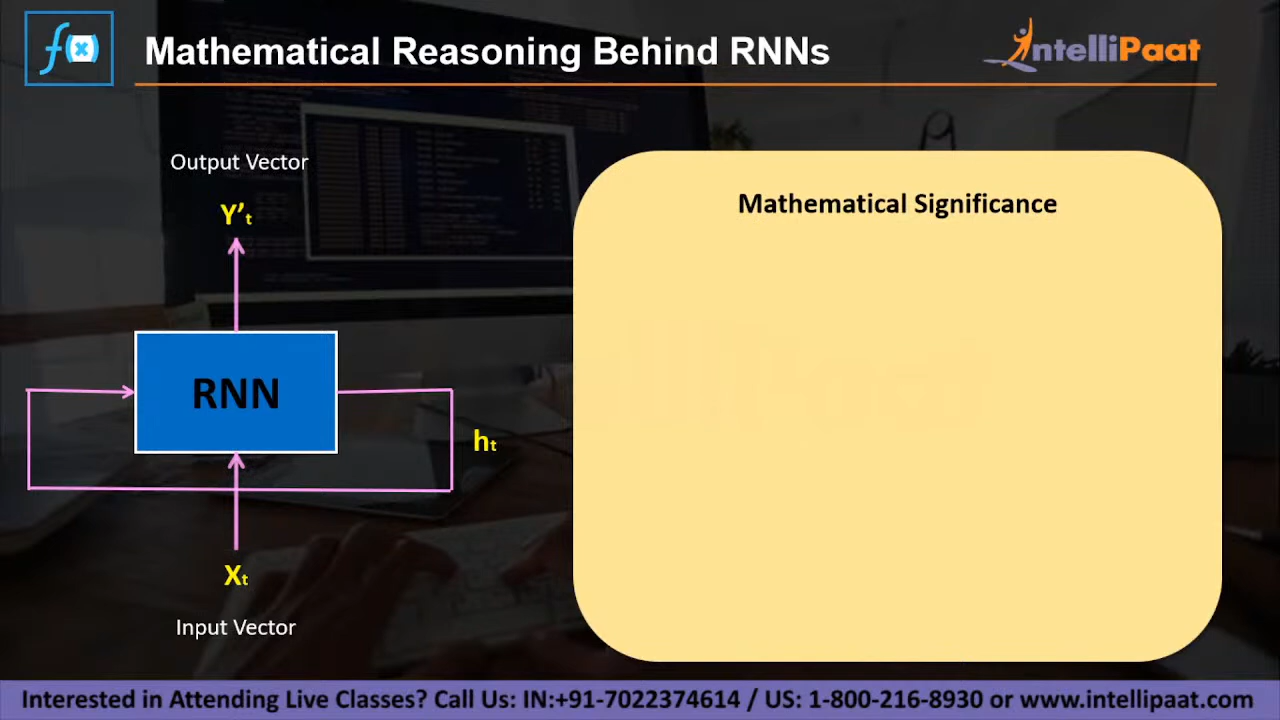 f(x)
Mathematical Reasoning Behind RNNs
IntelliPaat
Output Vector
Y’t
RNN
ht
Xt
Input Vector
Mathematical Significance
Interested in Attending Live Classes? Call Us: IN:+91-7022374614 / US: 1-800-216-8930 or www.intellipaat.com